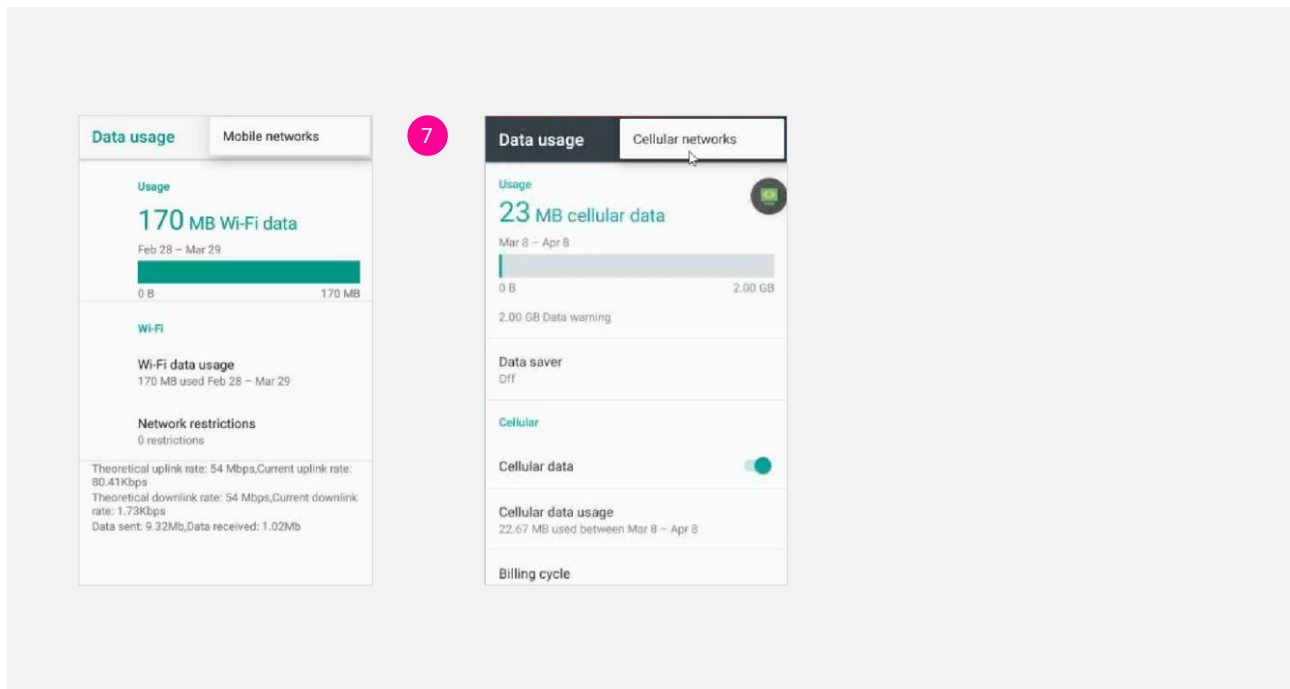 Data usage
Mobile networks
Usage
170 MB Wi-Fi data
Feb 28 – Mar 29
0 B
170 MB
Wi-Fi
Wi-Fi data usage
170 MB used Feb 28 – Mar 29
Network restrictions
0 restrictions
Theoretical uplink rate: 54 Mbps,Current uplink rate:
80.41Kbps
Theoretical downlink rate: 54 Mbps,Current downlink
rate: 1.73Kbps
Data sent: 9.32Mb,Data received: 1.02Mb
7
Data usage
Cellular networks
Usage
23 MB cellular data
Mar 8 – Apr 8
0 B
2.00 GB
2.00 GB Data warning
Data saver
Off
Cellular
Cellular data
Cellular data usage
22.67 MB used between Mar 8 – Apr 8
Billing cycle